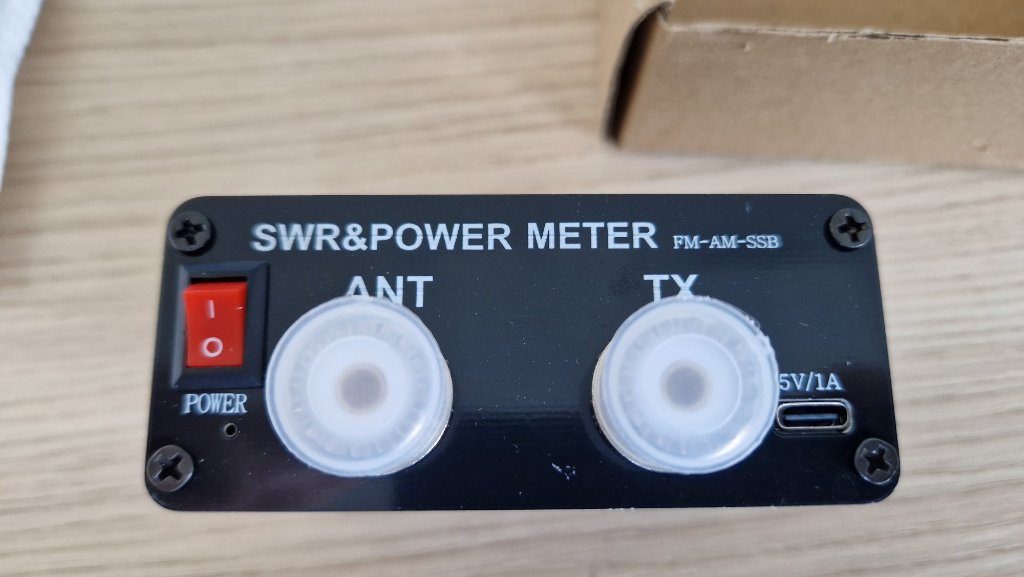 SWR&POWER METER FM-AM-SSB
ANT TX
I
O
5V/1A
POWER